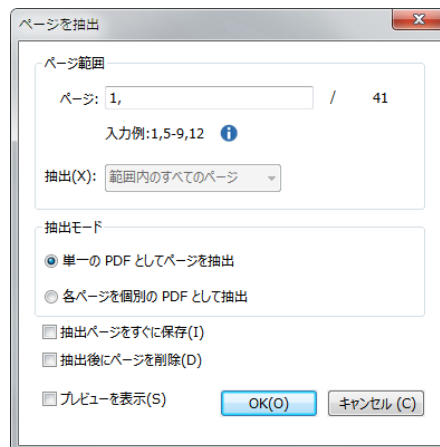 ページを抽出
ページ範囲
ページ: 1, / 41
入力例:1,5-9,12
抽出(X): 範囲内のすべてのページ
抽出モード
単一の PDF としてページを抽出
各ページを個別の PDF として抽出
抽出ページをすぐに保存(I)
抽出後にページを削除(D)
プレビューを表示(S) OK(O) キャンセル (C)